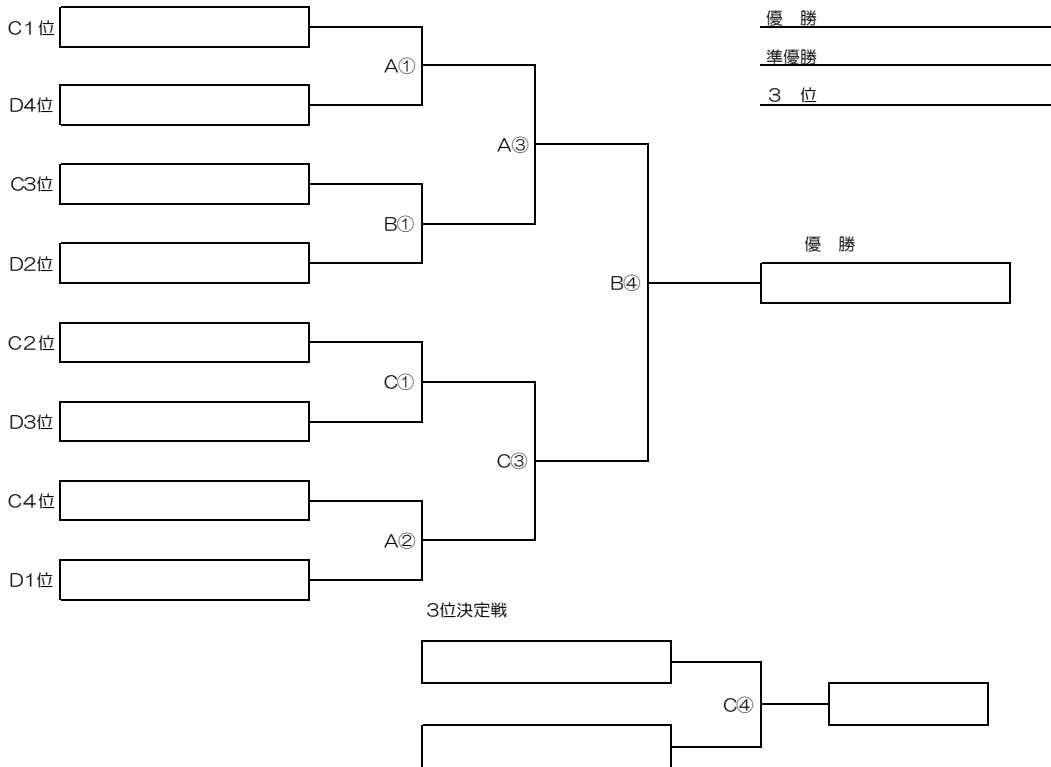 C1位
優　勝
A①
準優勝
D4位
３　位
A③
C3位
B①
D2位
優　勝
B④
C2位
C①
D3位
C③
C4位
A②
D1位
3位決定戦
C④